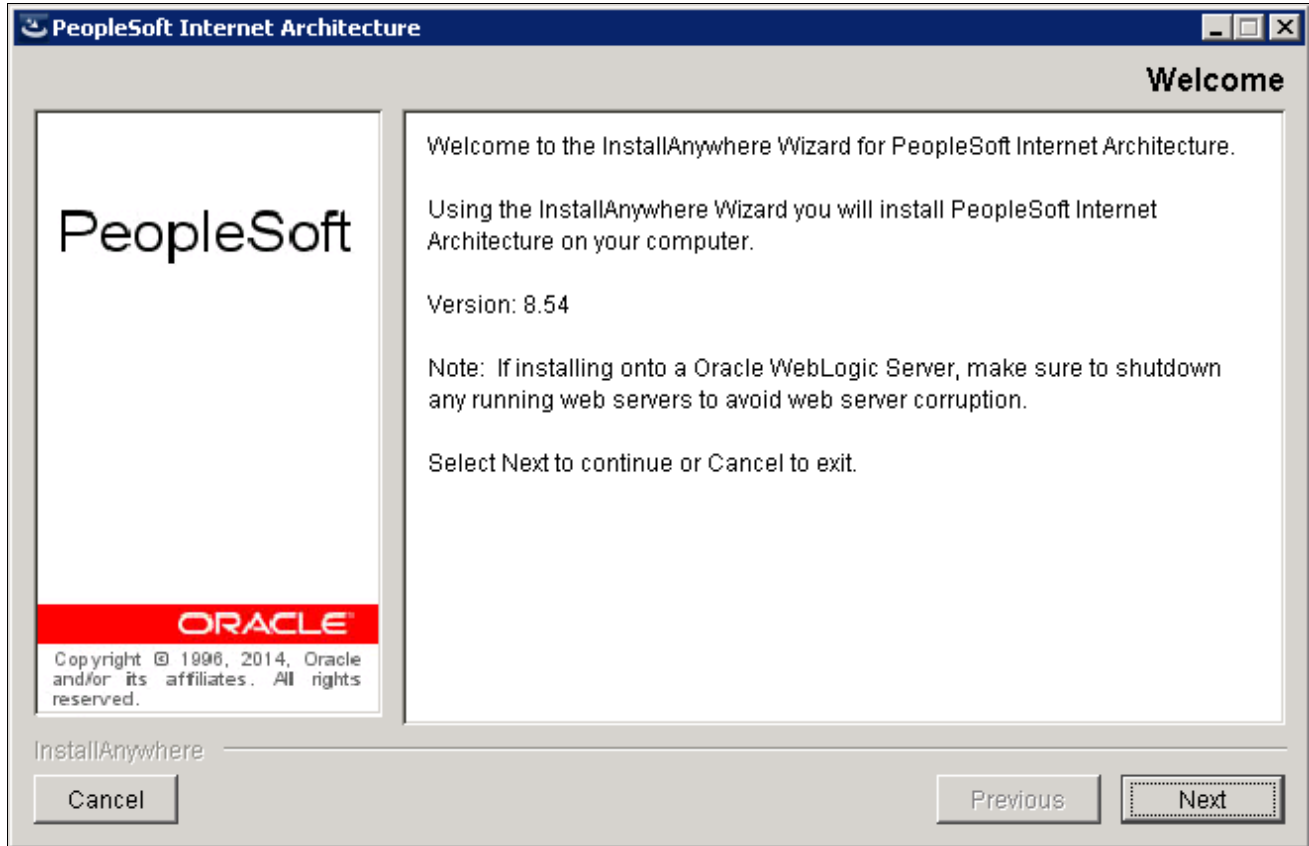 PeopleSoft Internet Architecture
Welcome
PeopleSoft
ORACLE
Copyright © 1996, 2014, Oracle
and/or its affiliates. All rights
reserved.
Welcome to the InstallAnywhere Wizard for PeopleSoft Internet Architecture.
Using the InstallAnywhere Wizard you will install PeopleSoft Internet
Architecture on your computer.
Version: 8.54
Note:  If installing onto a Oracle WebLogic Server, make sure to shutdown
any running web servers to avoid web server corruption.
Select Next to continue or Cancel to exit.
InstallAnywhere
Cancel
Previous
Next